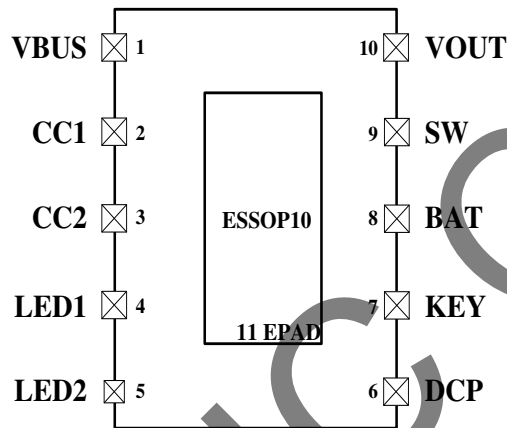 VBUS 1 10 VOUT
CC1 2 9 SW
CC2 3 ESSOP10 8 BAT
LED1 4 7 KEY
11 EPAD
LED2 5 6 DCP